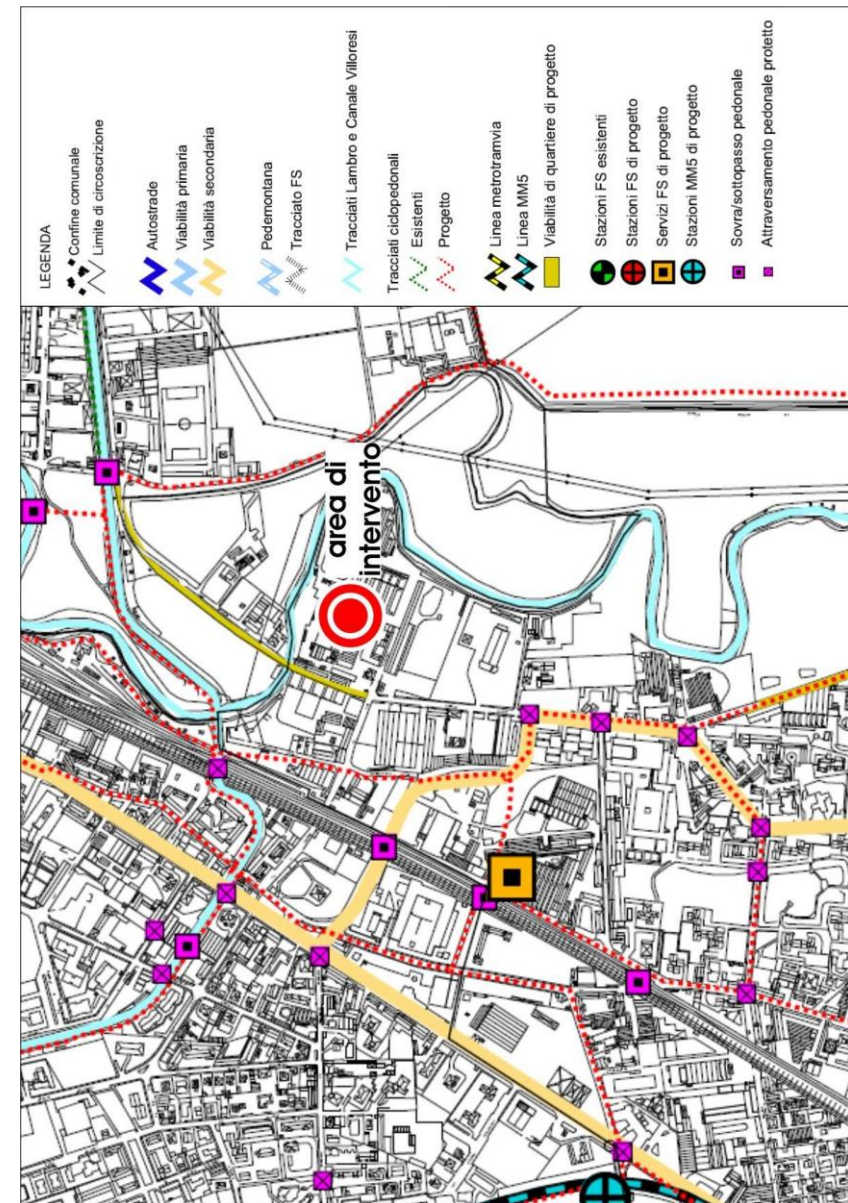 LEGENDA
Confine comunale
Limite di circoscrizione
Autostrade
Viabilità primaria
Viabilità secondaria
Pedemontana
Tracciato FS
Tracciati Lambro e Canale Villoresi
Tracciati ciclopedonali
Esistenti
Progetto
Linea metrotramvia
Linea MM5
Viabilità di quartiere di progetto
Stazioni FS esistenti
Stazioni FS di progetto
Servizi FS di progetto
Stazioni MM5 di progetto
Sovra/sottopasso pedonale
Attraversamento pedonale protetto
area di
intervento